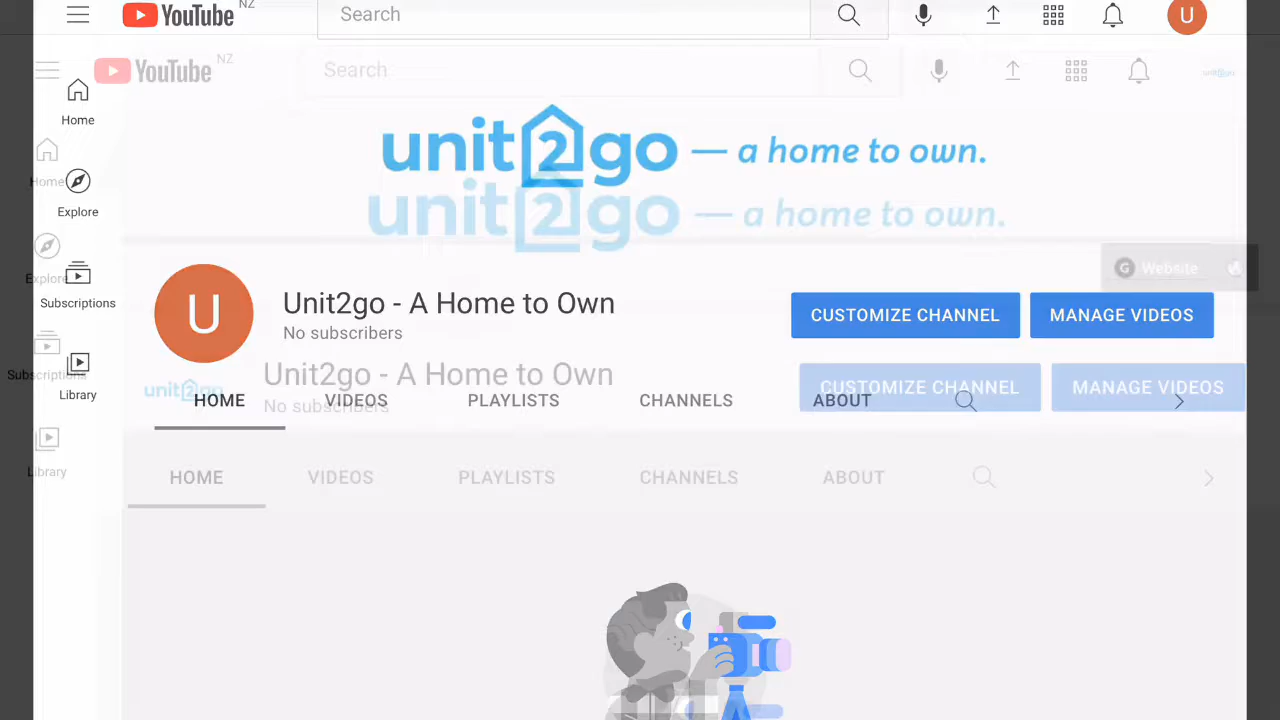 NZ
YouTube
Search
U
NZ
YouTube
Search
unit2go
Home
unit2go — a home to own.
Home
Explore
unit2go — a home to own.
Explore
G Website
Subscriptions
U
Unit2go - A Home to Own
CUSTOMIZE CHANNEL
MANAGE VIDEOS
No subscribers
Subscriptions
unit2go
Unit2go - A Home to Own
CUSTOMIZE CHANNEL
MANAGE VIDEOS
Library
HOME
VIDEOS
PLAYLISTS
CHANNELS
ABOUT
No subscribers
Library
HOME
VIDEOS
PLAYLISTS
CHANNELS
ABOUT